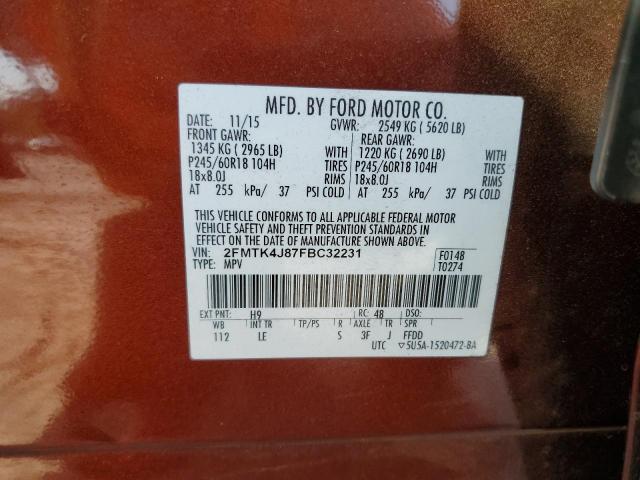 MFD. BY FORD MOTOR CO.
DATE: 11/15 GVWR: 2549 KG ( 5620 LB)
FRONT GAWR: REAR GAWR:
1345 KG ( 2965 LB) WITH 1220 KG ( 2690 LB) WITH
P245/60R18 104H TIRES P245/60R18 104H TIRES
18x8.0J RIMS 18x8.0J RIMS
AT 255 kPa/ 37 PSI COLD AT 255 kPa/ 37 PSI COLD
THIS VEHICLE CONFORMS TO ALL APPLICABLE FEDERAL MOTOR
VEHICLE SAFETY AND THEFT PREVENTION STANDARDS IN
EFFECT ON THE DATE OF MANUFACTURE SHOWN ABOVE.
VIN: 2FMTK4J87FBC32231 F0148
TYPE: MPV T0274
EXT PNT: H9 RC: 48 DSO:
WB INT TR TP/PS R AXLE TR SPR
112 LE S 3F J FFDD
UTC ▽5U5A-1520472-BA